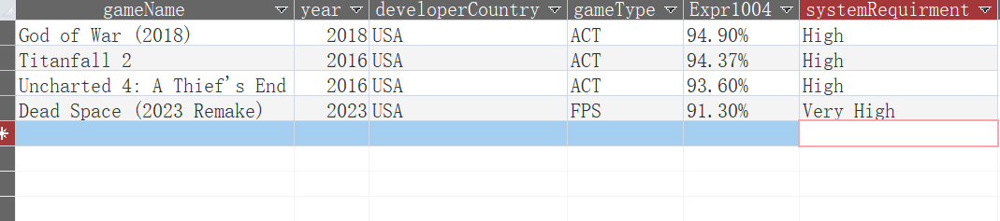 gameName year developerCountry gameType Expr1004 systemRequirment
God of War (2018) 2018 USA ACT 94.90% High
Titanfall 2 2016 USA ACT 94.37% High
Uncharted 4: A Thief's End 2016 USA ACT 93.60% High
Dead Space (2023 Remake) 2023 USA FPS 91.30% Very High